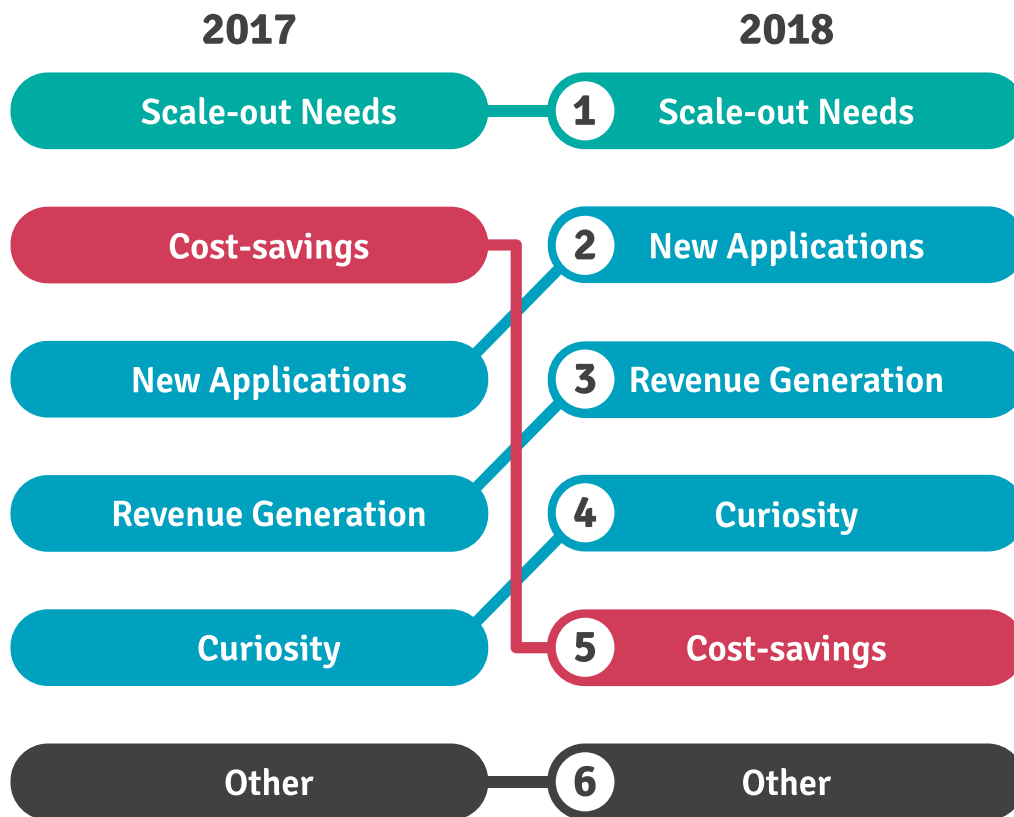 2017
2018
Scale-out Needs
1
Scale-out Needs
Cost-savings
2
New Applications
New Applications
3
Revenue Generation
Revenue Generation
4
Curiosity
Curiosity
5
Cost-savings
Other
6
Other